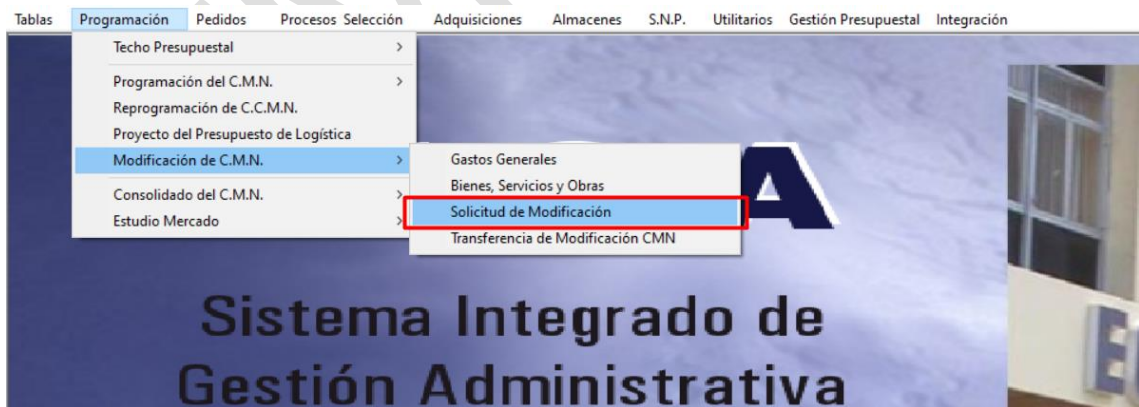 Tablas Programación Pedidos Procesos Selección Adquisiciones Almacenes S.N.P. Utilitarios Gestión Presupuestal Integración
Techo Presupuestal >
Programación del C.M.N. >
Reprogramación de C.C.M.N.
Proyecto del Presupuesto de Logística
Modificación de C.M.N. >
Consolidado del C.M.N. >
Estudio Mercado >
Gastos Generales
Bienes, Servicios y Obras
Solicitud de Modificación
Transferencia de Modificación CMN
A
Sistema Integrado de
Gestión Administrativa